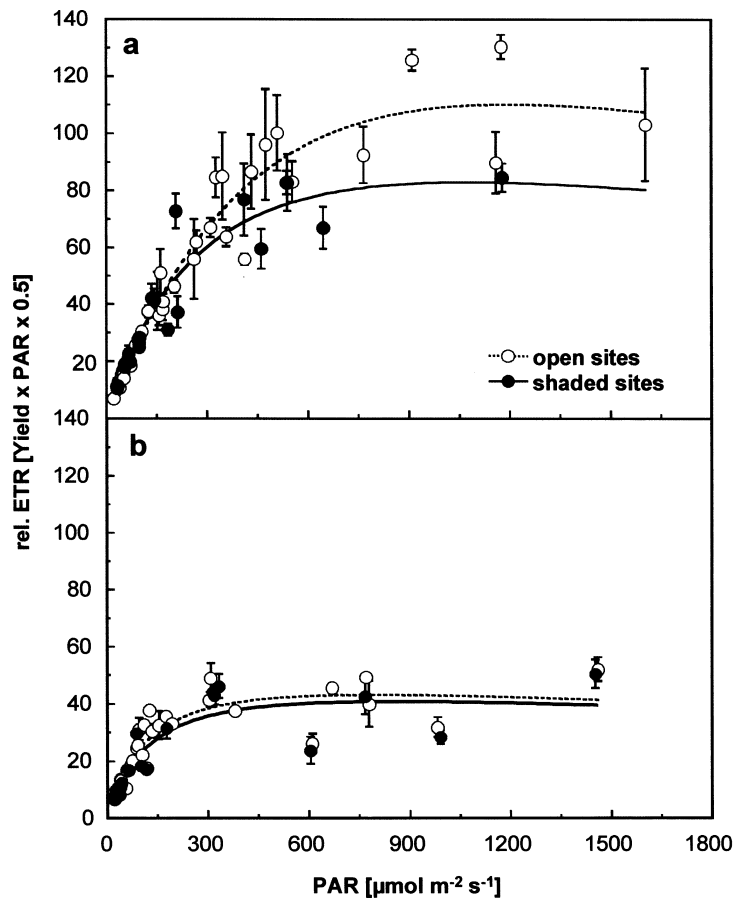 140
a
120
100
80
60
40
20
open sites
shaded sites
140
b
120
100
80
60
40
20
0
0 300 600 900 1200 1500 1800
PAR [µmol m-2 s-1]
rel. ETR [Yield x PAR x 0.5]